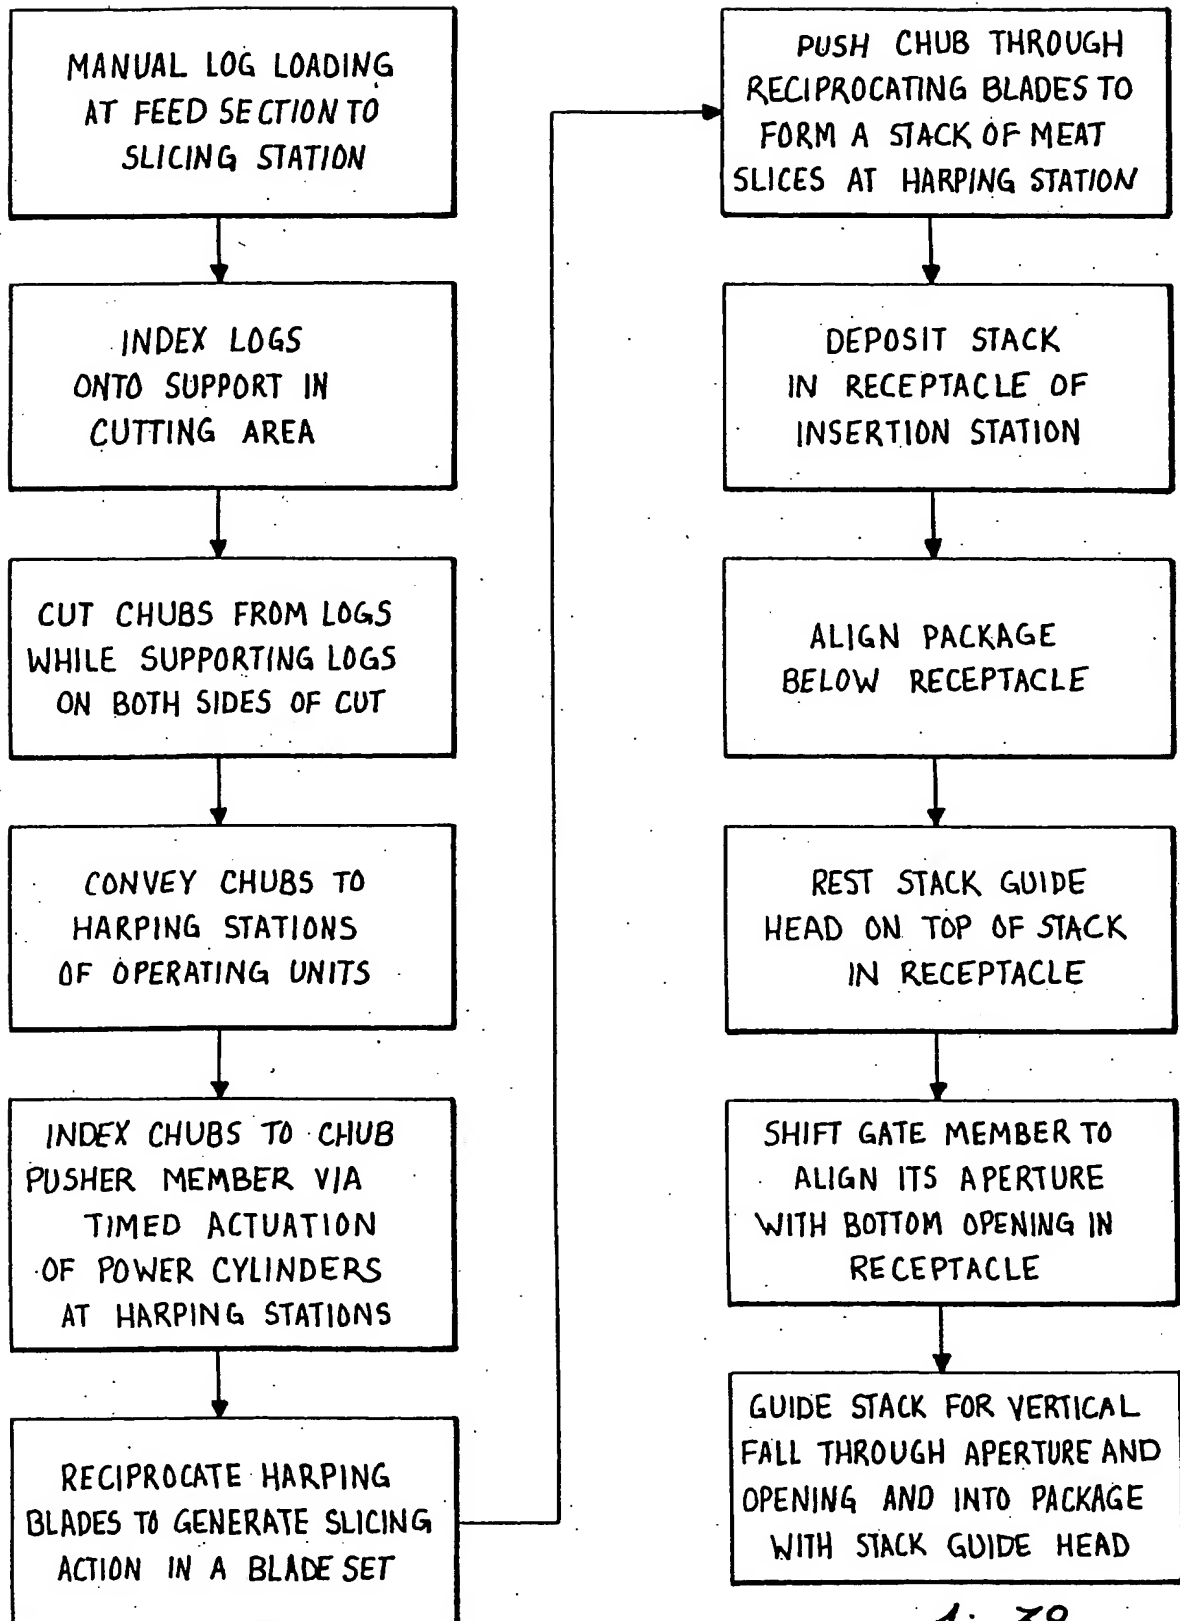 MANUAL LOG LOADING
AT FEED SECTION TO
SLICING STATION
INDEX LOGS
ONTO SUPPORT IN
CUTTING AREA
CUT CHUBS FROM LOGS
WHILE SUPPORTING LOGS
ON BOTH SIDES OF CUT
CONVEY CHUBS TO
HARPING STATIONS
OF OPERATING UNITS
INDEX CHUBS TO CHUB
PUSHER MEMBER VIA
TIMED ACTUATION
OF POWER CYLINDERS
AT HARPING STATIONS
RECIPROCATE HARPING
BLADES TO GENERATE SLICING
ACTION IN A BLADE SET
PUSH CHUB THROUGH
RECIPROCATING BLADES TO
FORM A STACK OF MEAT
SLICES AT HARPING STATION
DEPOSIT STACK
IN RECEPTACLE OF
INSERTION STATION
ALIGN PACKAGE
BELOW RECEPTACLE
REST STACK GUIDE
HEAD ON TOP OF STACK
IN RECEPTACLE
SHIFT GATE MEMBER TO
ALIGN ITS APERTURE
WITH BOTTOM OPENING IN
RECEPTACLE
GUIDE STACK FOR VERTICAL
FALL THROUGH APERTURE AND
OPENING AND INTO PACKAGE
WITH STACK GUIDE HEAD